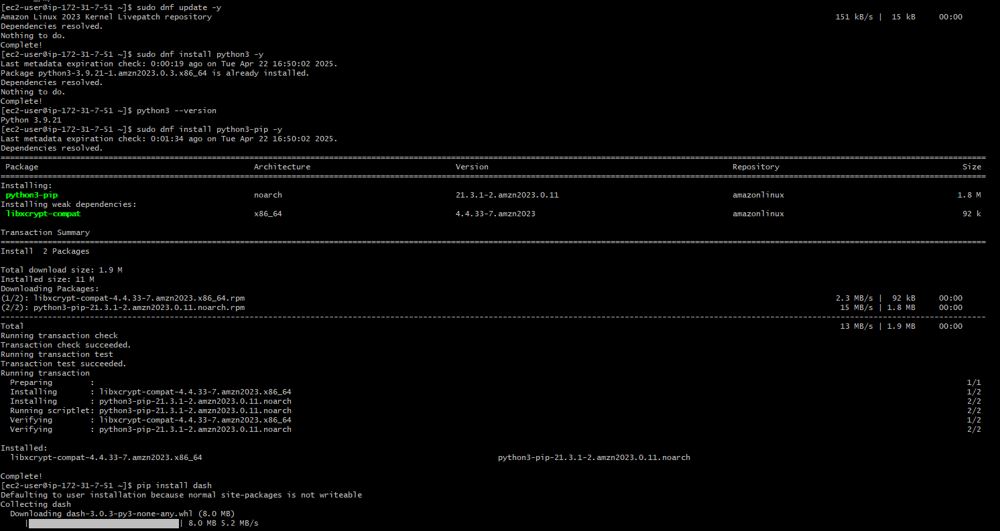 [ec2-user@ip-172-31-7-51 ~]$ sudo dnf update -y
Amazon Linux 2023 Kernel Livepatch repository 151 kB/s | 15 kB 00:00
Dependencies resolved.
Nothing to do.
Complete!
[ec2-user@ip-172-31-7-51 ~]$ sudo dnf install python3 -y
Last metadata expiration check: 0:00:19 ago on Tue Apr 22 16:50:02 2025.
Package python3-3.9.21-1.amzn2023.0.3.x86_64 is already installed.
Dependencies resolved.
Nothing to do.
Complete!
[ec2-user@ip-172-31-7-51 ~]$ python3 --version
Python 3.9.21
[ec2-user@ip-172-31-7-51 ~]$ sudo dnf install python3-pip -y
Last metadata expiration check: 0:01:34 ago on Tue Apr 22 16:50:02 2025.
Dependencies resolved.
Package Architecture Version Repository Size
Installing:
python3-pip noarch 21.3.1-2.amzn2023.0.11 amazonlinux 1.8 M
Installing weak dependencies:
libxcrypt-compat x86_64 4.4.33-7.amzn2023 amazonlinux 92 k
Transaction Summary
Install 2 Packages
Total download size: 1.9 M
Installed size: 11 M
Downloading Packages:
(1/2): libxcrypt-compat-4.4.33-7.amzn2023.x86_64.rpm 2.3 MB/s | 92 kB 00:00
(2/2): python3-pip-21.3.1-2.amzn2023.0.11.noarch.rpm 15 MB/s | 1.8 MB 00:00
Total 13 MB/s | 1.9 MB 00:00
Running transaction check
Transaction check succeeded.
Running transaction test
Transaction test succeeded.
Running transaction
Preparing : 1/1
Installing : libxcrypt-compat-4.4.33-7.amzn2023.x86_64 1/2
Installing : python3-pip-21.3.1-2.amzn2023.0.11.noarch 2/2
Running scriptlet: python3-pip-21.3.1-2.amzn2023.0.11.noarch 2/2
Verifying : libxcrypt-compat-4.4.33-7.amzn2023.x86_64 1/2
Verifying : python3-pip-21.3.1-2.amzn2023.0.11.noarch 2/2
Installed:
libxcrypt-compat-4.4.33-7.amzn2023.x86_64 python3-pip-21.3.1-2.amzn2023.0.11.noarch
Complete!
[ec2-user@ip-172-31-7-51 ~]$ pip install dash
Defaulting to user installation because normal site-packages is not writeable
Collecting dash
Downloading dash-3.0.3-py3-none-any.whl (8.0 MB)
| | 8.0 MB 5.2 MB/s